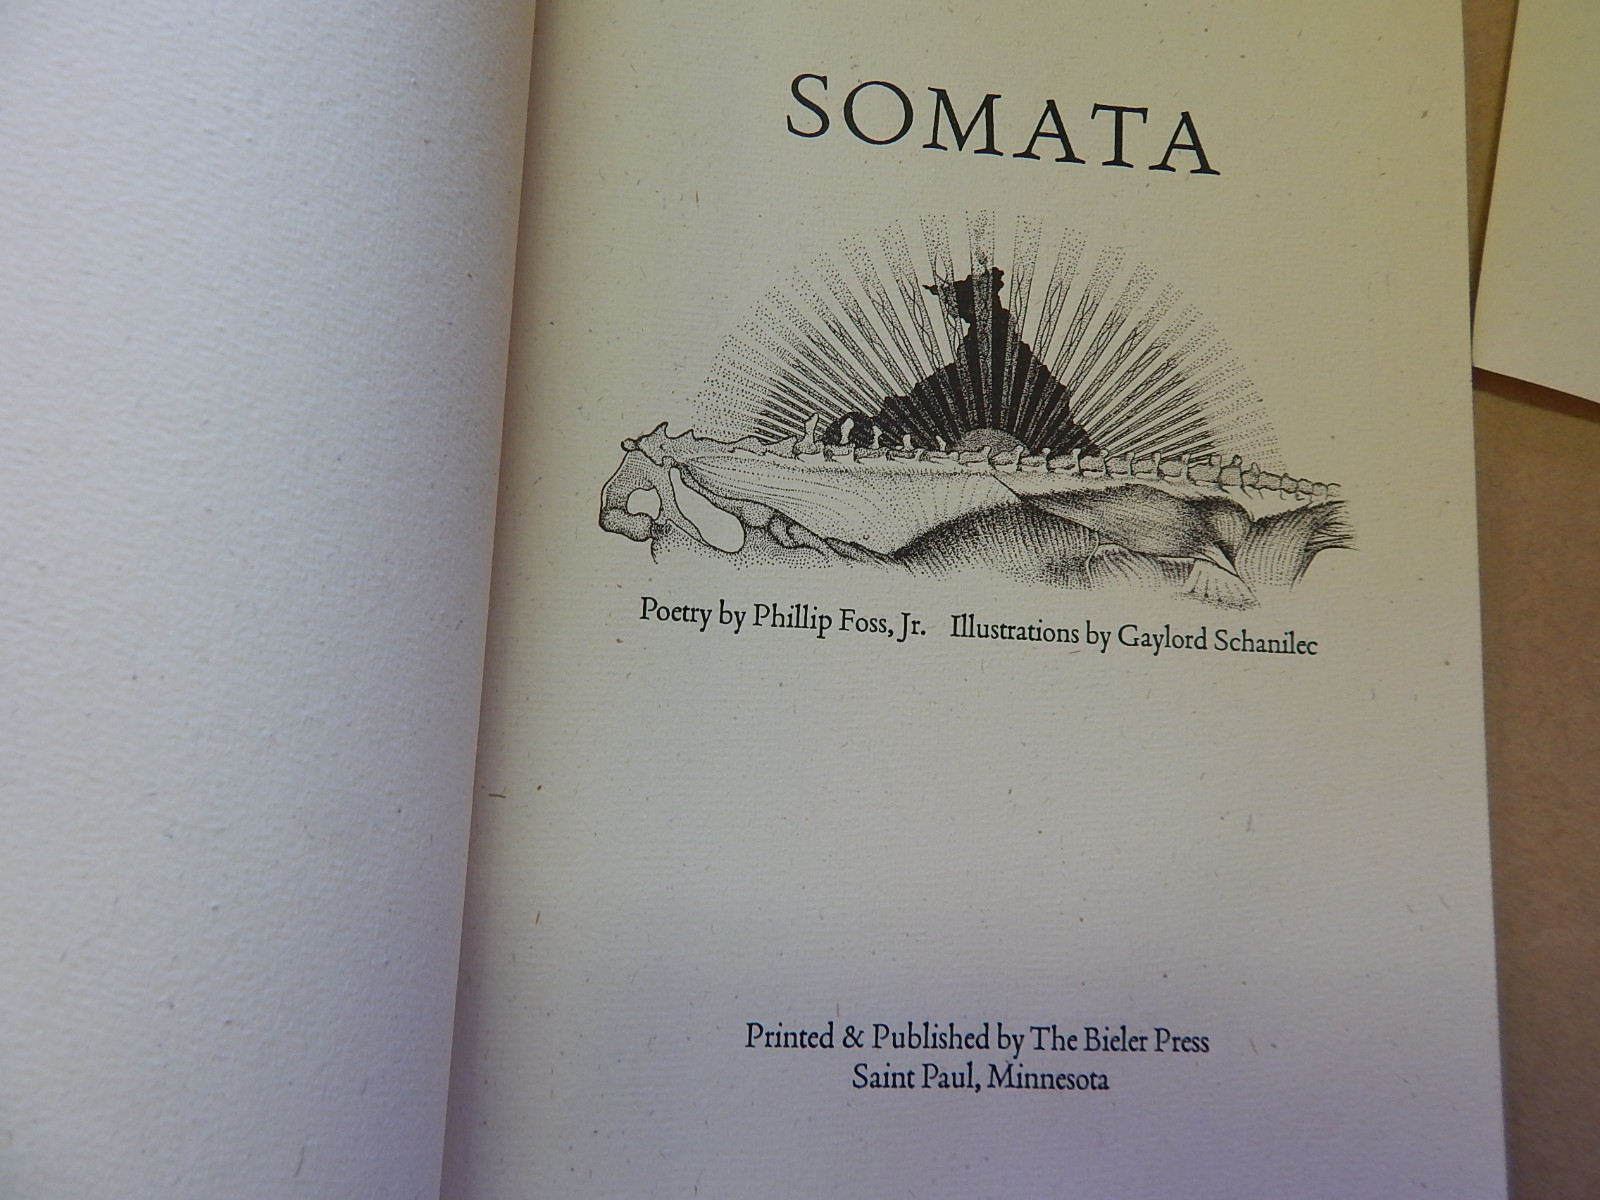 SOMATA
Poetry by Phillip Foss, Jr. Illustrations by Gaylord Schanilec
Printed & Published by The Bieler Press
Saint Paul, Minnesota